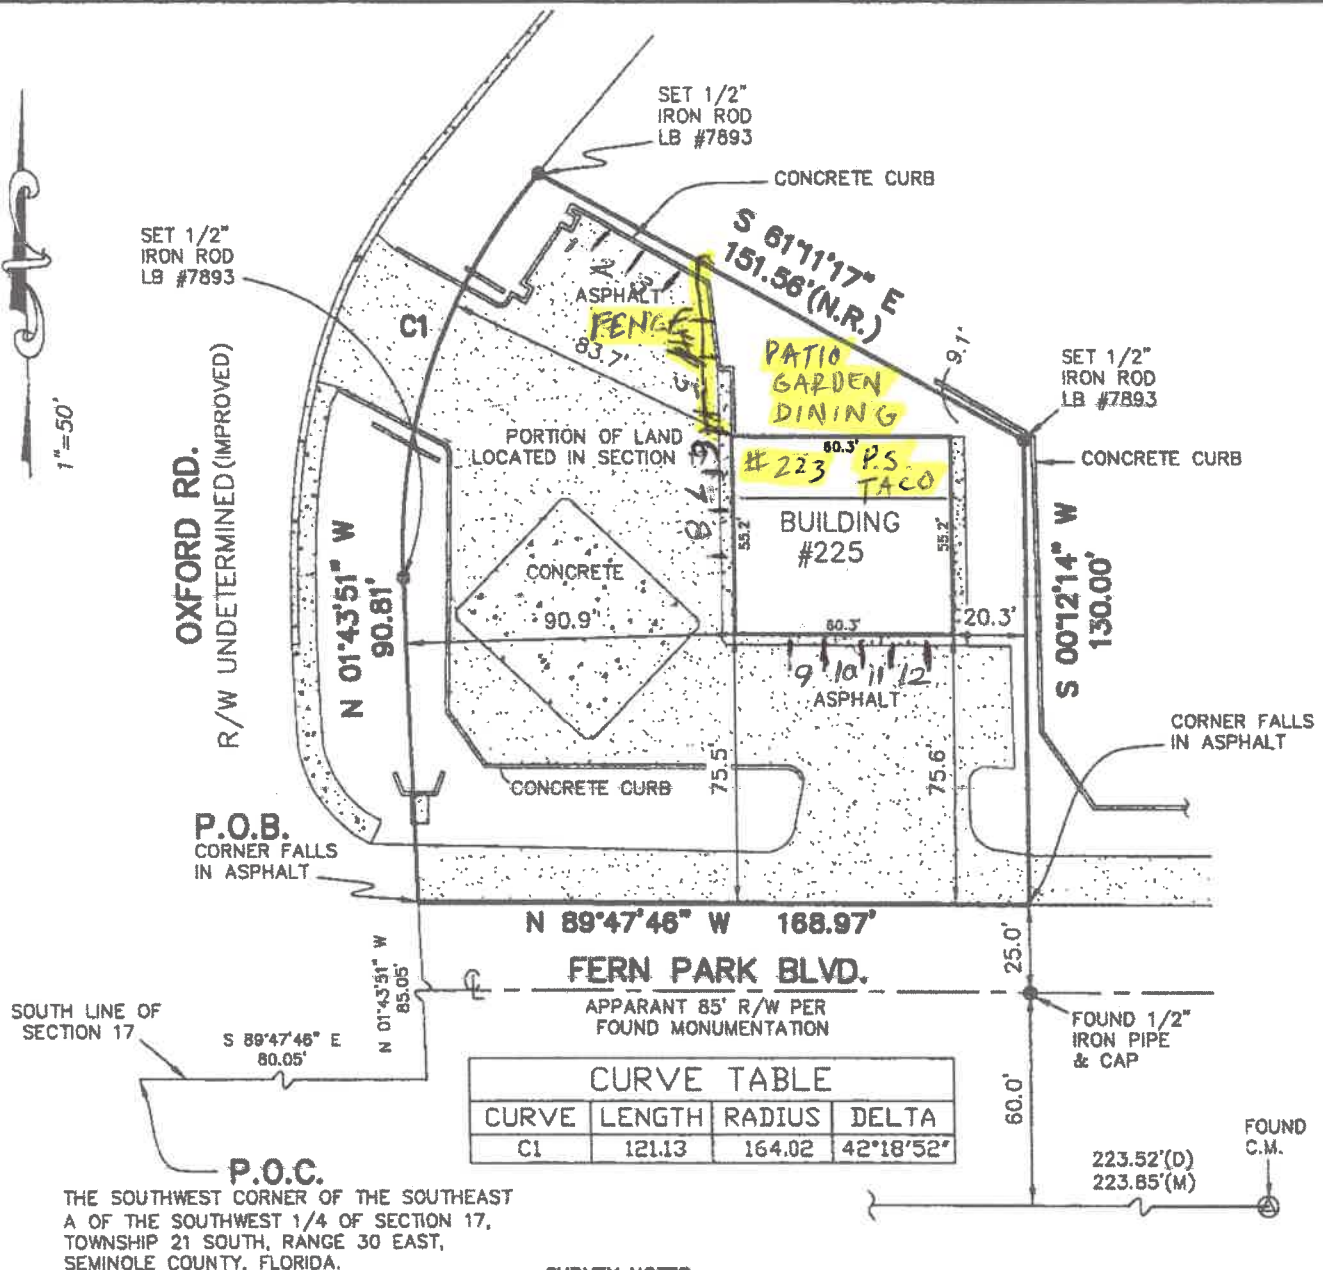 SET 1/2"
IRON ROD
LB #7893
CONCRETE CURB
S 61°11'17" E
151.56'(N.R.)
SET 1/2"
IRON ROD
LB #7893
C1
1
3
ASPHALT
FENCE
83.7'
5
PATIO
GARDEN
DINING
9.1'
SET 1/2"
IRON ROD
LB #7893
CONCRETE CURB
1"=50'
OXFORD RD.
R/W UNDETERMINED(IMPROVED)
PORTION OF LAND
LOCATED IN SECTION
6
7
8
60.3'
#223 P.S.
TACO
BUILDING
#225
55.2'
55.2'
N 01°43'51" W
90.81'
CONCRETE
90.9'
60.3'
20.3'
S 00°12'14" W
130.00'
9 10 11 12
ASPHALT
CORNER FALLS
IN ASPHALT
75.5'
75.6'
CONCRETE CURB
P.O.B.
CORNER FALLS
IN ASPHALT
N 89°47'46" W 168.97'
25.0'
FERN PARK BLVD.
APPARANT 85' R/W PER
FOUND MONUMENTATION
N 01°43'51" W
85.05'
SOUTH LINE OF
SECTION 17
S 89°47'46" E
80.05'
FOUND 1/2"
IRON PIPE
& CAP
60.0'
CURVE TABLE
CURVE LENGTH RADIUS DELTA
C1 121.13 164.02 42°18'52"
FOUND
C.M.
223.52'(D)
223.85'(M)
P.O.C.
THE SOUTHWEST CORNER OF THE SOUTHEAST
A OF THE SOUTHWEST 1/4 OF SECTION 17,
TOWNSHIP 21 SOUTH, RANGE 30 EAST,
SEMINOLE COUNTY, FLORIDA.